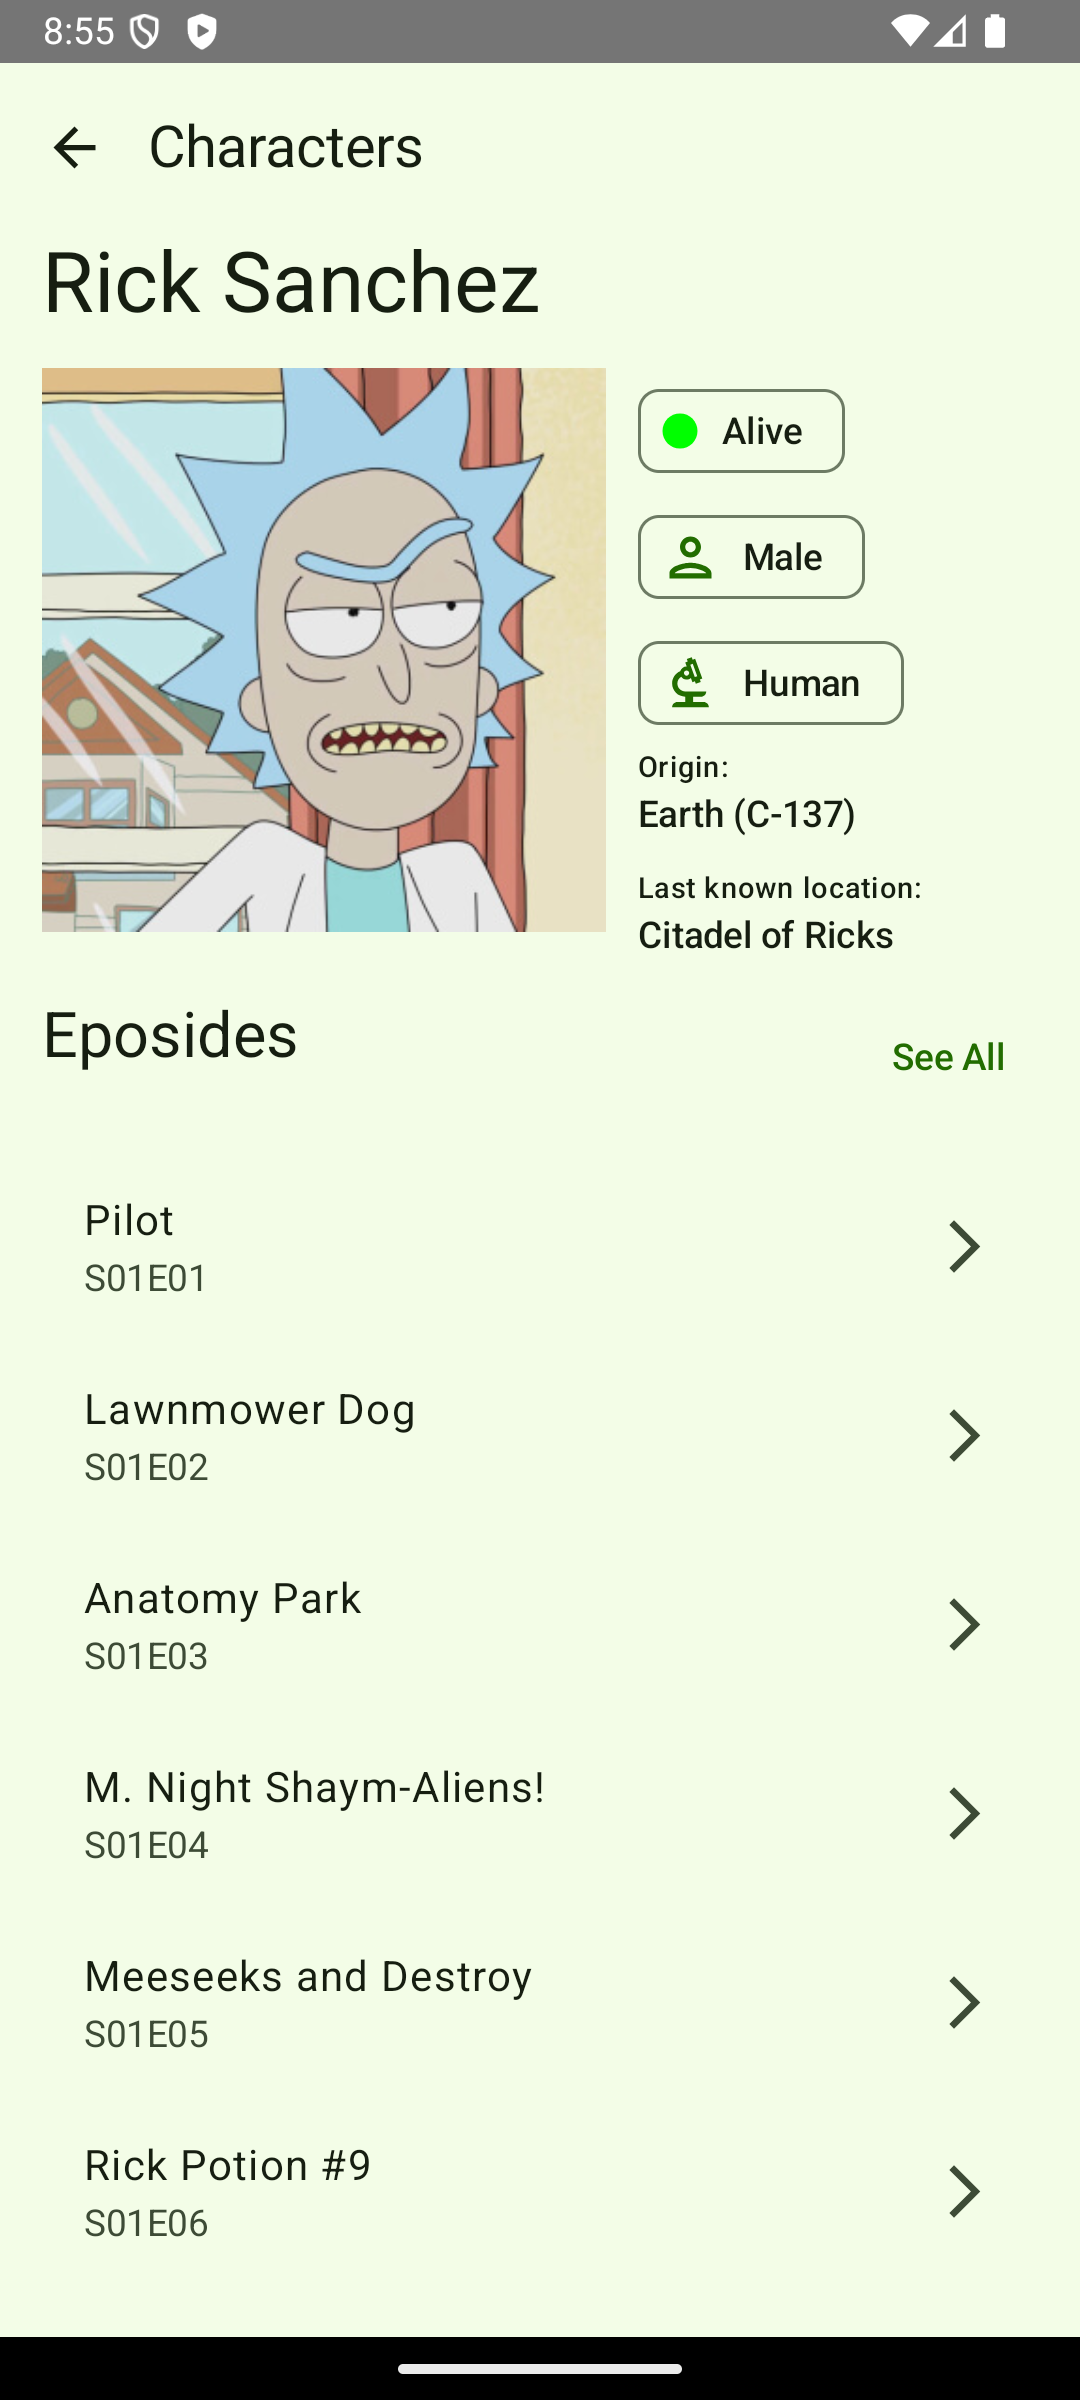 8:55
Characters
Rick Sanchez
Alive
Male
Human
Origin:
Earth (C-137)
Last known location:
Citadel of Ricks
Eposides
See All
Pilot
S01E01
Lawnmower Dog
S01E02
Anatomy Park
S01E03
M. Night Shaym-Aliens!
S01E04
Meeseeks and Destroy
S01E05
Rick Potion #9
S01E06